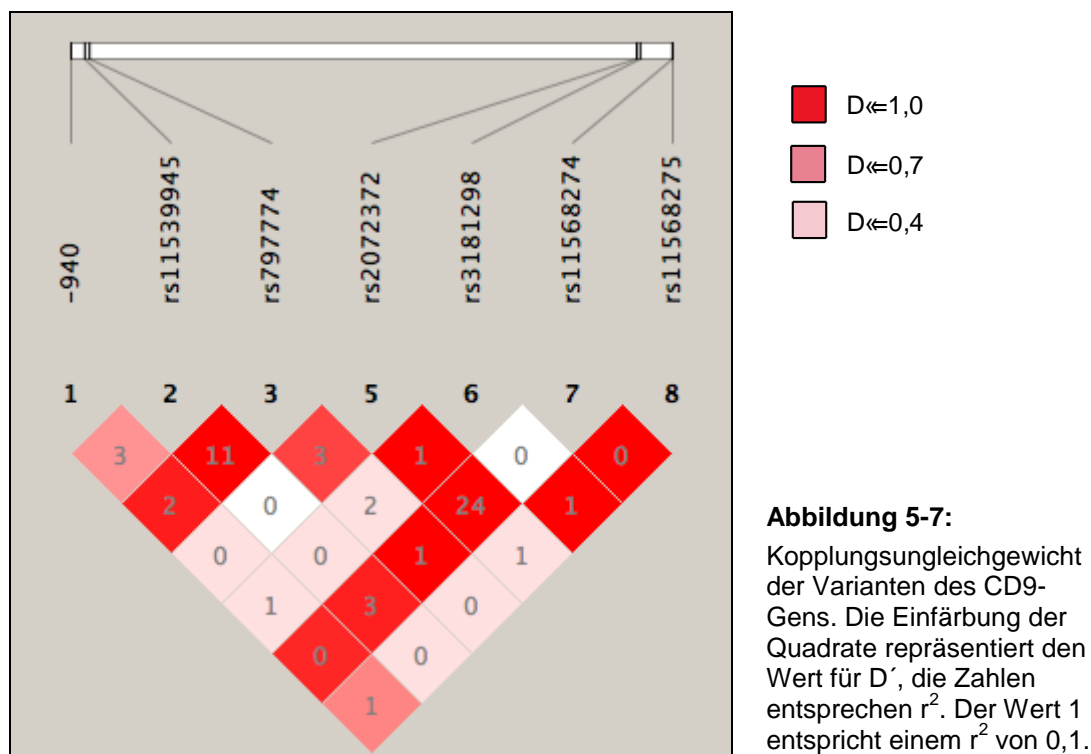 -940
rs11539945
rs797774
rs2072372
rs3181298
rs11568274
rs11568275
1 2 3 5 6 7 8
3 11 3 1 0 0
2 0 2 24 1
0 0 1 1
1 3 0
0 0
1
D⋘1,0
D⋘0,7
D⋘0,4
Abbildung 5-7:
Kopplungsungleichgewicht
der Varianten des CD9-
Gens. Die Einfärbung der
Quadrate repräsentiert den
Wert für D´, die Zahlen
entsprechen r². Der Wert 1
entspricht einem r² von 0,1.